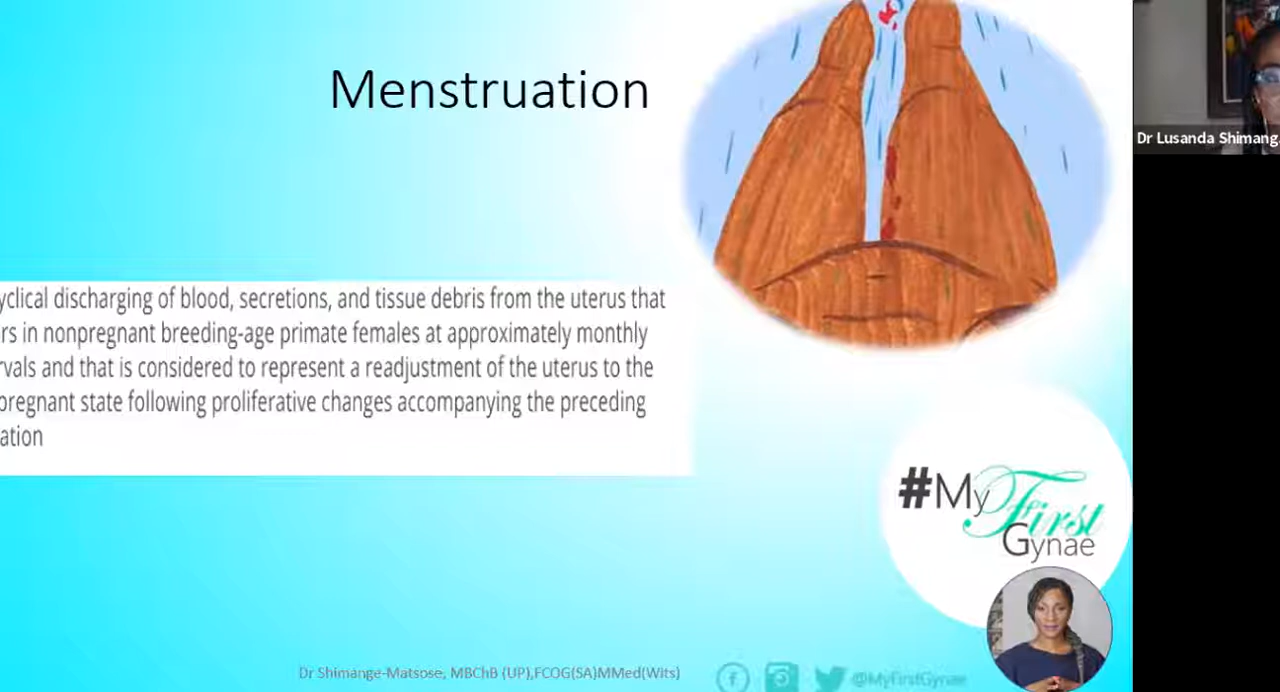 Menstruation
Dr Lusanda Shimang
yclical discharging of blood, secretions, and tissue debris from the uterus that
rs in nonpregnant breeding-age primate females at approximately monthly
rvals and that is considered to represent a readjustment of the uterus to the
pregnant state following proliferative changes accompanying the preceding
ation
#My
First
Gynae
Dr Shimange-Matsose, MBChB (UP),FCOG(SA)MMed(Wits)
@MyFirstGynae